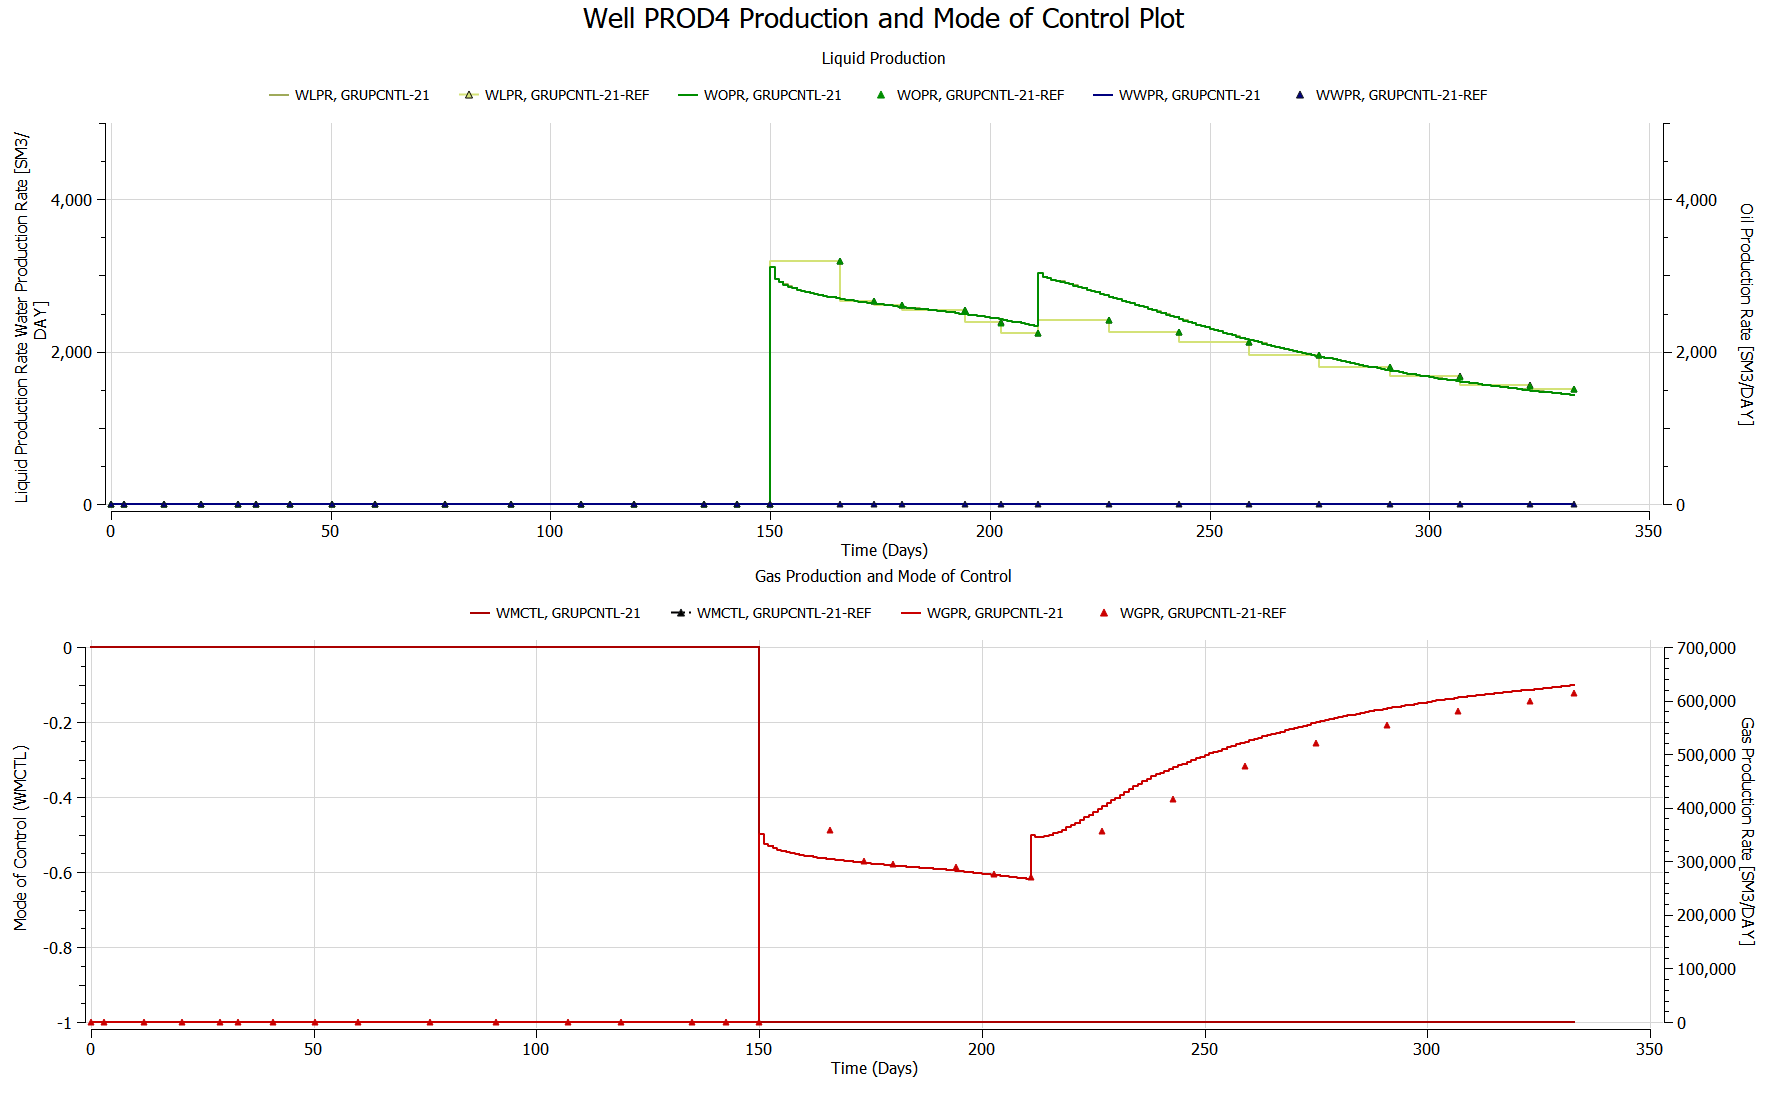 Well PROD4 Production and Mode of Control Plot
Liquid Production
WLPR, GRUPCNTL-21 WLPR, GRUPCNTL-21-REF WOPR, GRUPCNTL-21 WOPR, GRUPCNTL-21-REF WWPR, GRUPCNTL-21 WWPR, GRUPCNTL-21-REF
Liquid Production Rate Water Production Rate [SM3/
DAY]
4,000
2,000
0
4,000
2,000
0
Oil Production Rate [SM3/DAY]
0 50 100 150 200 250 300 350
Time (Days)
Gas Production and Mode of Control
WMCTL, GRUPCNTL-21 WMCTL, GRUPCNTL-21-REF WGPR, GRUPCNTL-21 WGPR, GRUPCNTL-21-REF
Mode of Control (WMCTL)
0
-0.2
-0.4
-0.6
-0.8
-1
700,000
600,000
500,000
400,000
300,000
200,000
100,000
0
Gas Production Rate [SM3/DAY]
0 50 100 150 200 250 300 350
Time (Days)